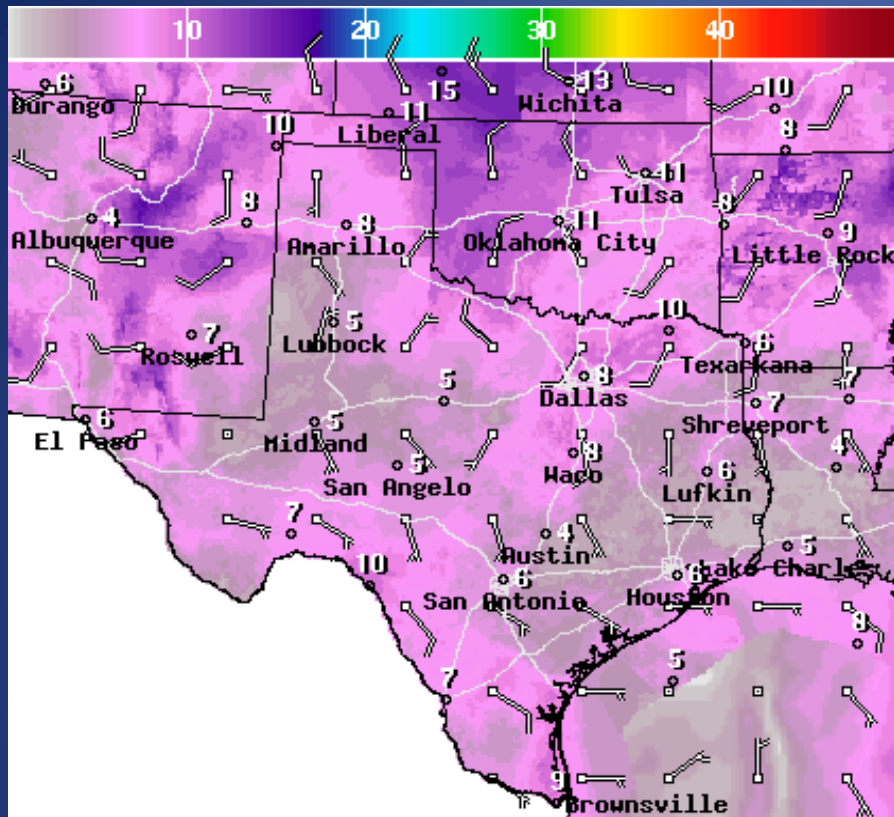 10 20 30 40
6 15 13 10
Durango Wichita
11
Liberal
10 8
11
Tulsa
4 8 8 11 8 9
Albuquerque Amarillo Oklahoma City Little Rock
7 5 10 6
Roswell Lubbock Texarkana
5 8 7 7
Dallas
6 5 Shreveport
El Paso Midland 8 4
5 Waco 6
San Angelo Lufkin
7 4 5
Austin Lake Charles
10 6 6
San Antonio Houston
8
5
7
9
Brownsville